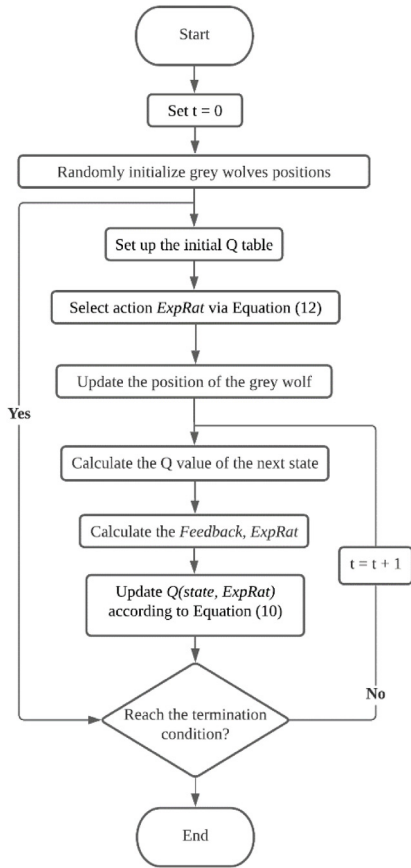 Start
Set t = 0
Randomly initialize grey wolves positions
Set up the initial Q table
Select action ExpRat via Equation (12)
Update the position of the grey wolf
Yes
Calculate the Q value of the next state
Calculate the Feedback, ExpRat
t = t + 1
Update Q(state, ExpRat)
according to Equation (10)
No
Reach the termination
condition?
End